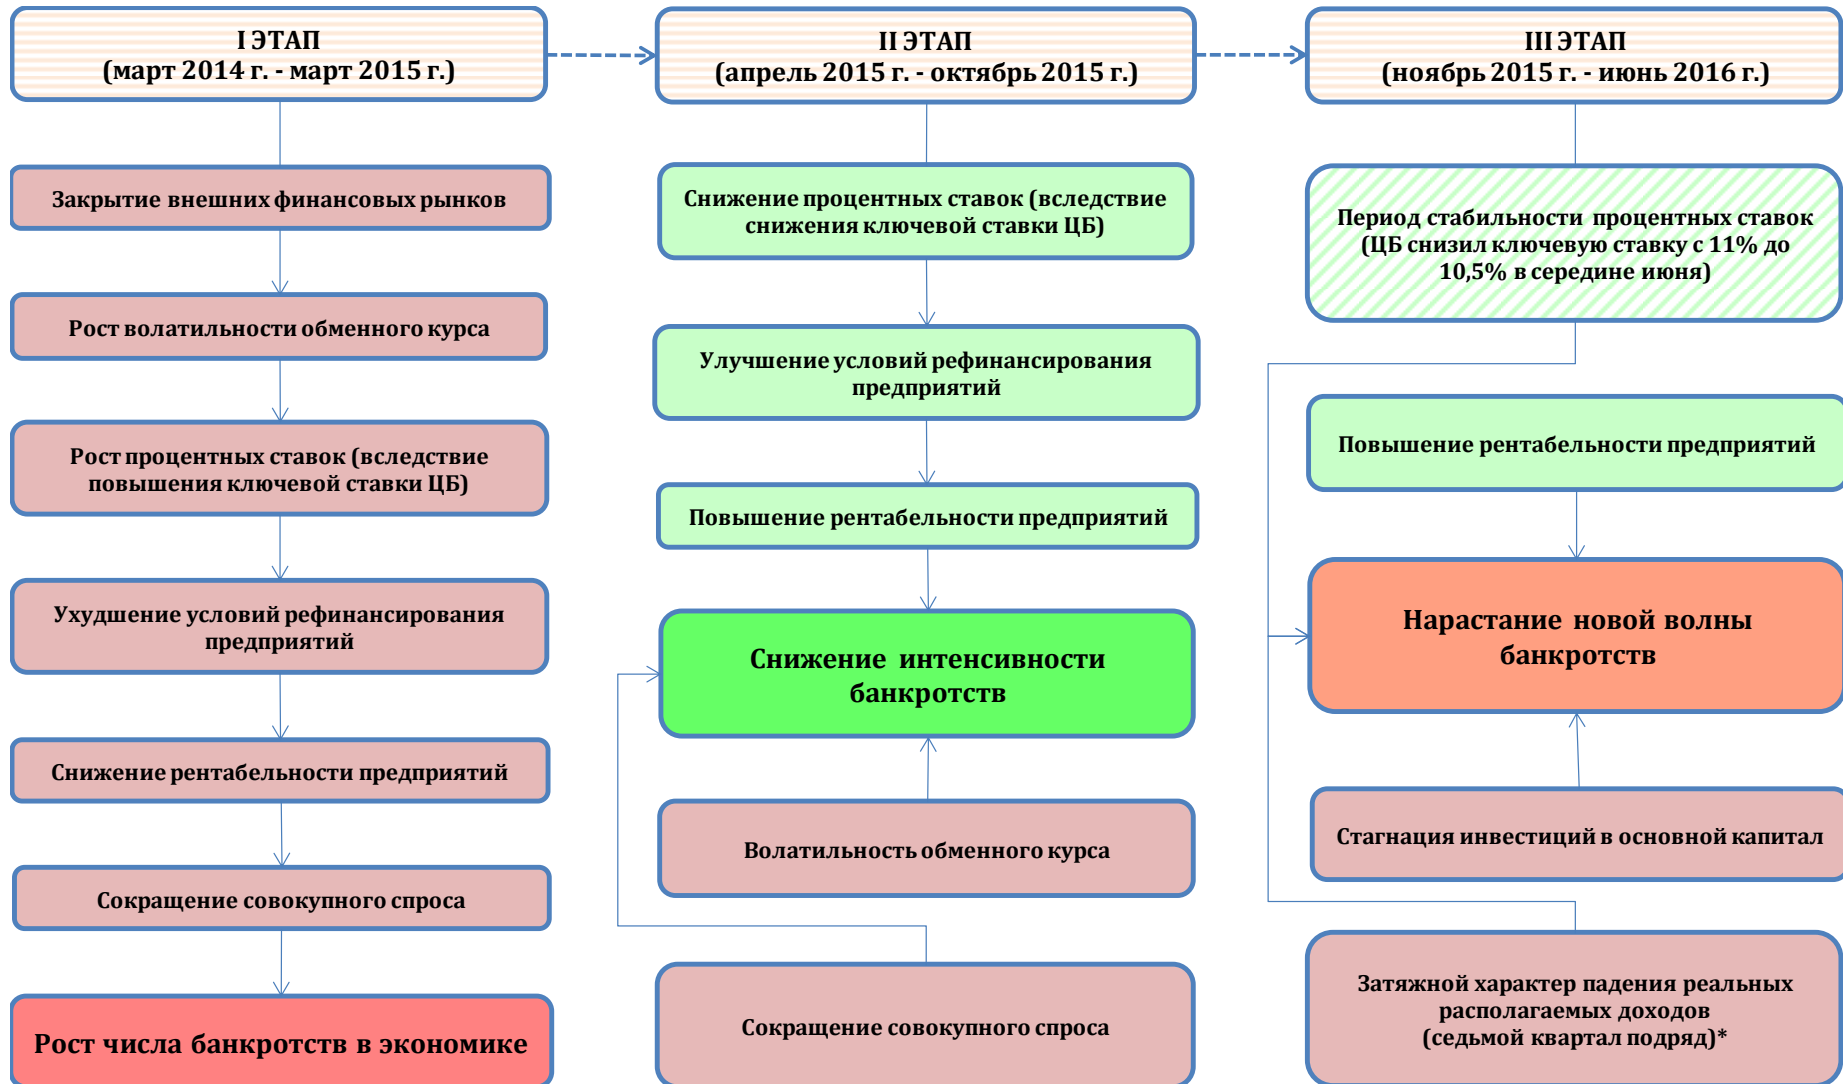 I ЭТАП
(март 2014 г. - март 2015 г.)
Закрытие внешних финансовых рынков
Рост волатильности обменного курса
Рост процентных ставок (вследствие
повышения ключевой ставки ЦБ)
Ухудшение условий рефинансирования
предприятий
Снижение рентабельности предприятий
Сокращение совокупного спроса
Рост числа банкротств в экономике
II ЭТАП
(апрель 2015 г. - октябрь 2015 г.)
Снижение процентных ставок (вследствие
снижения ключевой ставки ЦБ)
Улучшение условий рефинансирования
предприятий
Повышение рентабельности предприятий
Снижение интенсивности
банкротств
Волатильность обменного курса
Сокращение совокупного спроса
III ЭТАП
(ноябрь 2015 г. - июнь 2016 г.)
Период стабильности процентных ставок
(ЦБ снизил ключевую ставку с 11% до
10,5% в середине июня)
Повышение рентабельности предприятий
Нарастание новой волны
банкротств
Стагнация инвестиций в основной капитал
Затяжной характер падения реальных
располагаемых доходов
(седьмой квартал подряд)*